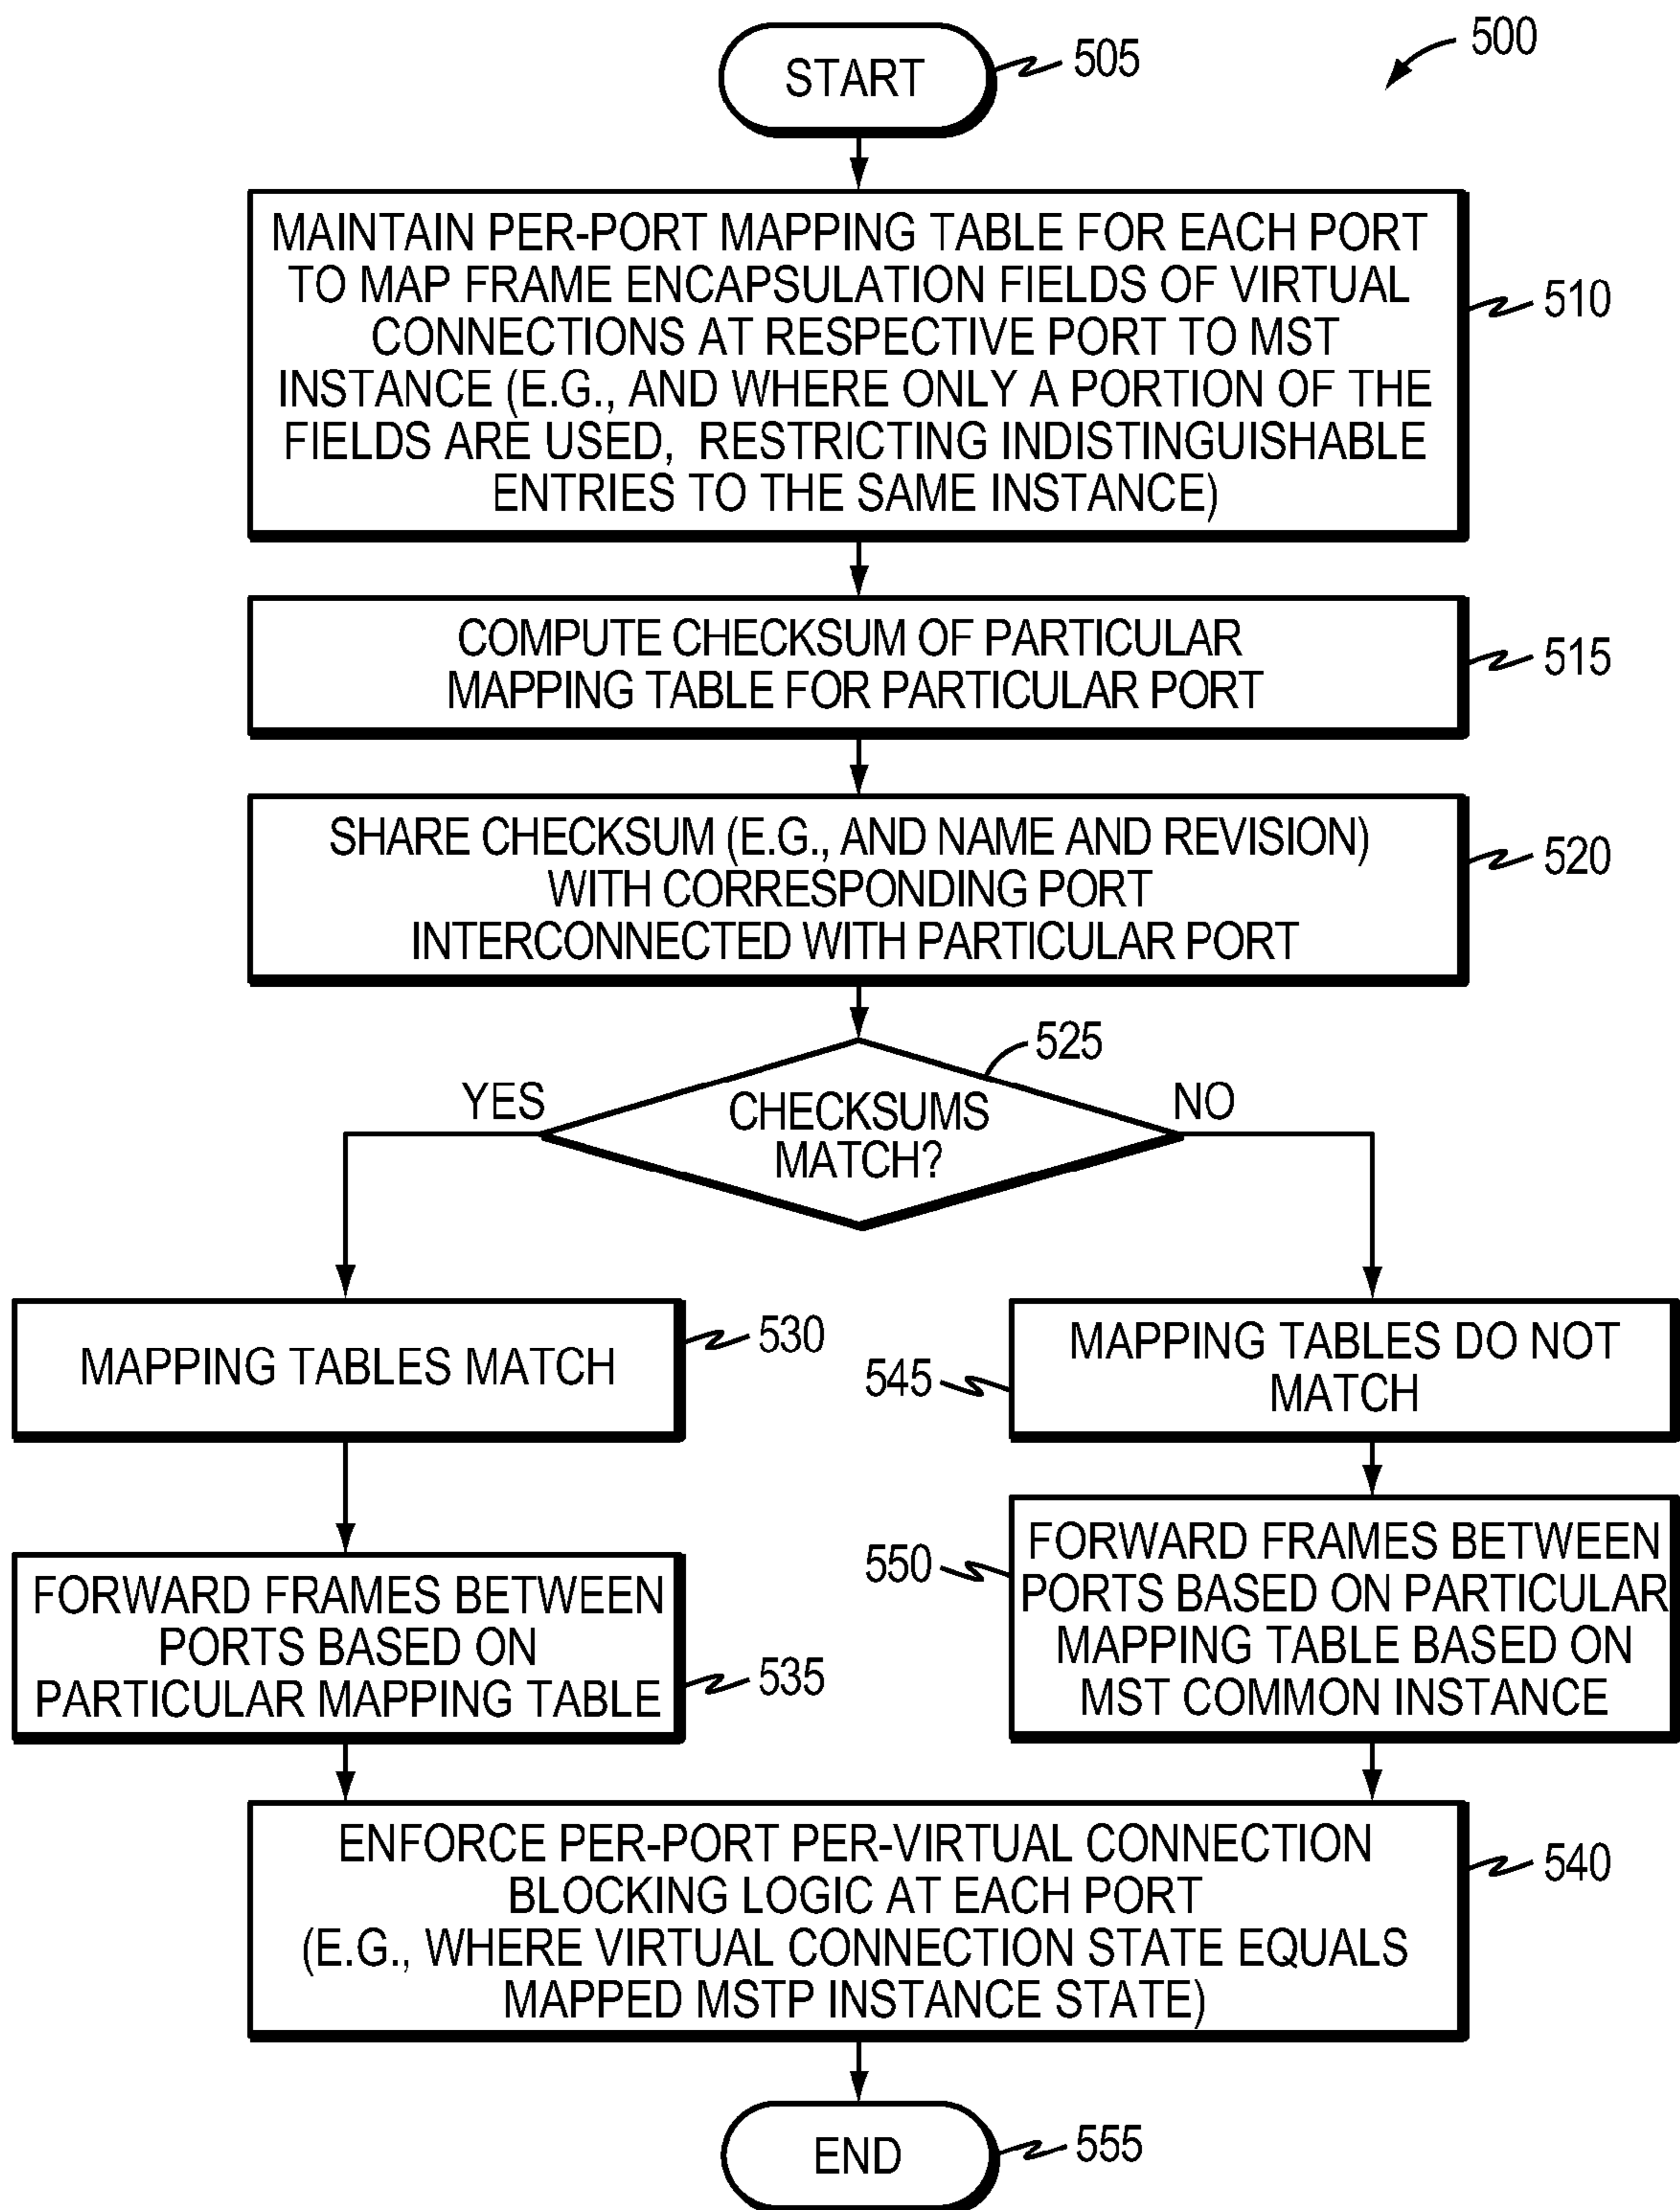 500
START
505
MAINTAIN PER-PORT MAPPING TABLE FOR EACH PORT
TO MAP FRAME ENCAPSULATION FIELDS OF VIRTUAL
CONNECTIONS AT RESPECTIVE PORT TO MST
INSTANCE (E.G., AND WHERE ONLY A PORTION OF THE
FIELDS ARE USED, RESTRICTING INDISTINGUISHABLE
ENTRIES TO THE SAME INSTANCE)
510
COMPUTE CHECKSUM OF PARTICULAR
MAPPING TABLE FOR PARTICULAR PORT
515
SHARE CHECKSUM (E.G., AND NAME AND REVISION)
WITH CORRESPONDING PORT
INTERCONNECTED WITH PARTICULAR PORT
520
525
CHECKSUMS
MATCH?
YES
NO
MAPPING TABLES MATCH
530
MAPPING TABLES DO NOT
MATCH
545
FORWARD FRAMES BETWEEN
PORTS BASED ON
PARTICULAR MAPPING TABLE
535
FORWARD FRAMES BETWEEN
PORTS BASED ON PARTICULAR
MAPPING TABLE BASED ON
MST COMMON INSTANCE
550
ENFORCE PER-PORT PER-VIRTUAL CONNECTION
BLOCKING LOGIC AT EACH PORT
(E.G., WHERE VIRTUAL CONNECTION STATE EQUALS
MAPPED MSTP INSTANCE STATE)
540
END
555